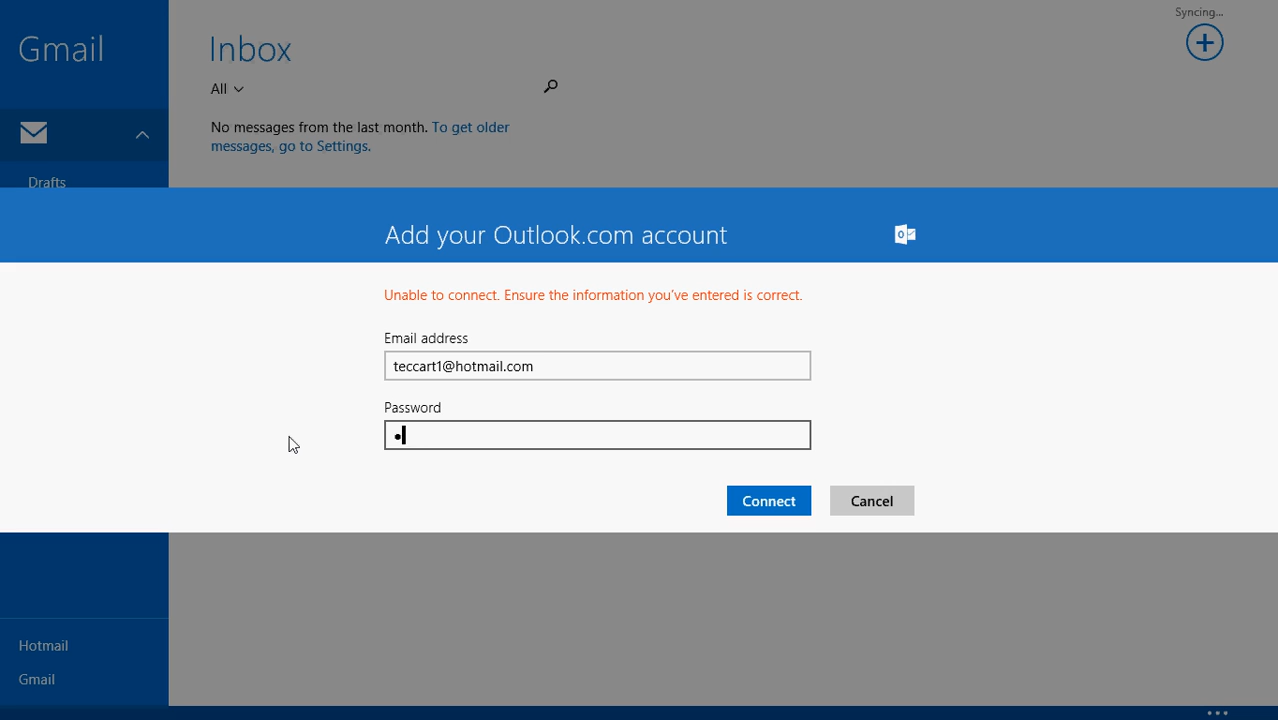 Syncing...
Gmail
Inbox
All
No messages from the last month. To get older
messages, go to Settings.
Drafts
Add your Outlook.com account
Unable to connect. Ensure the information you've entered is correct.
Email address
teccart1@hotmail.com
Password
Connect
Cancel
Hotmail
Gmail